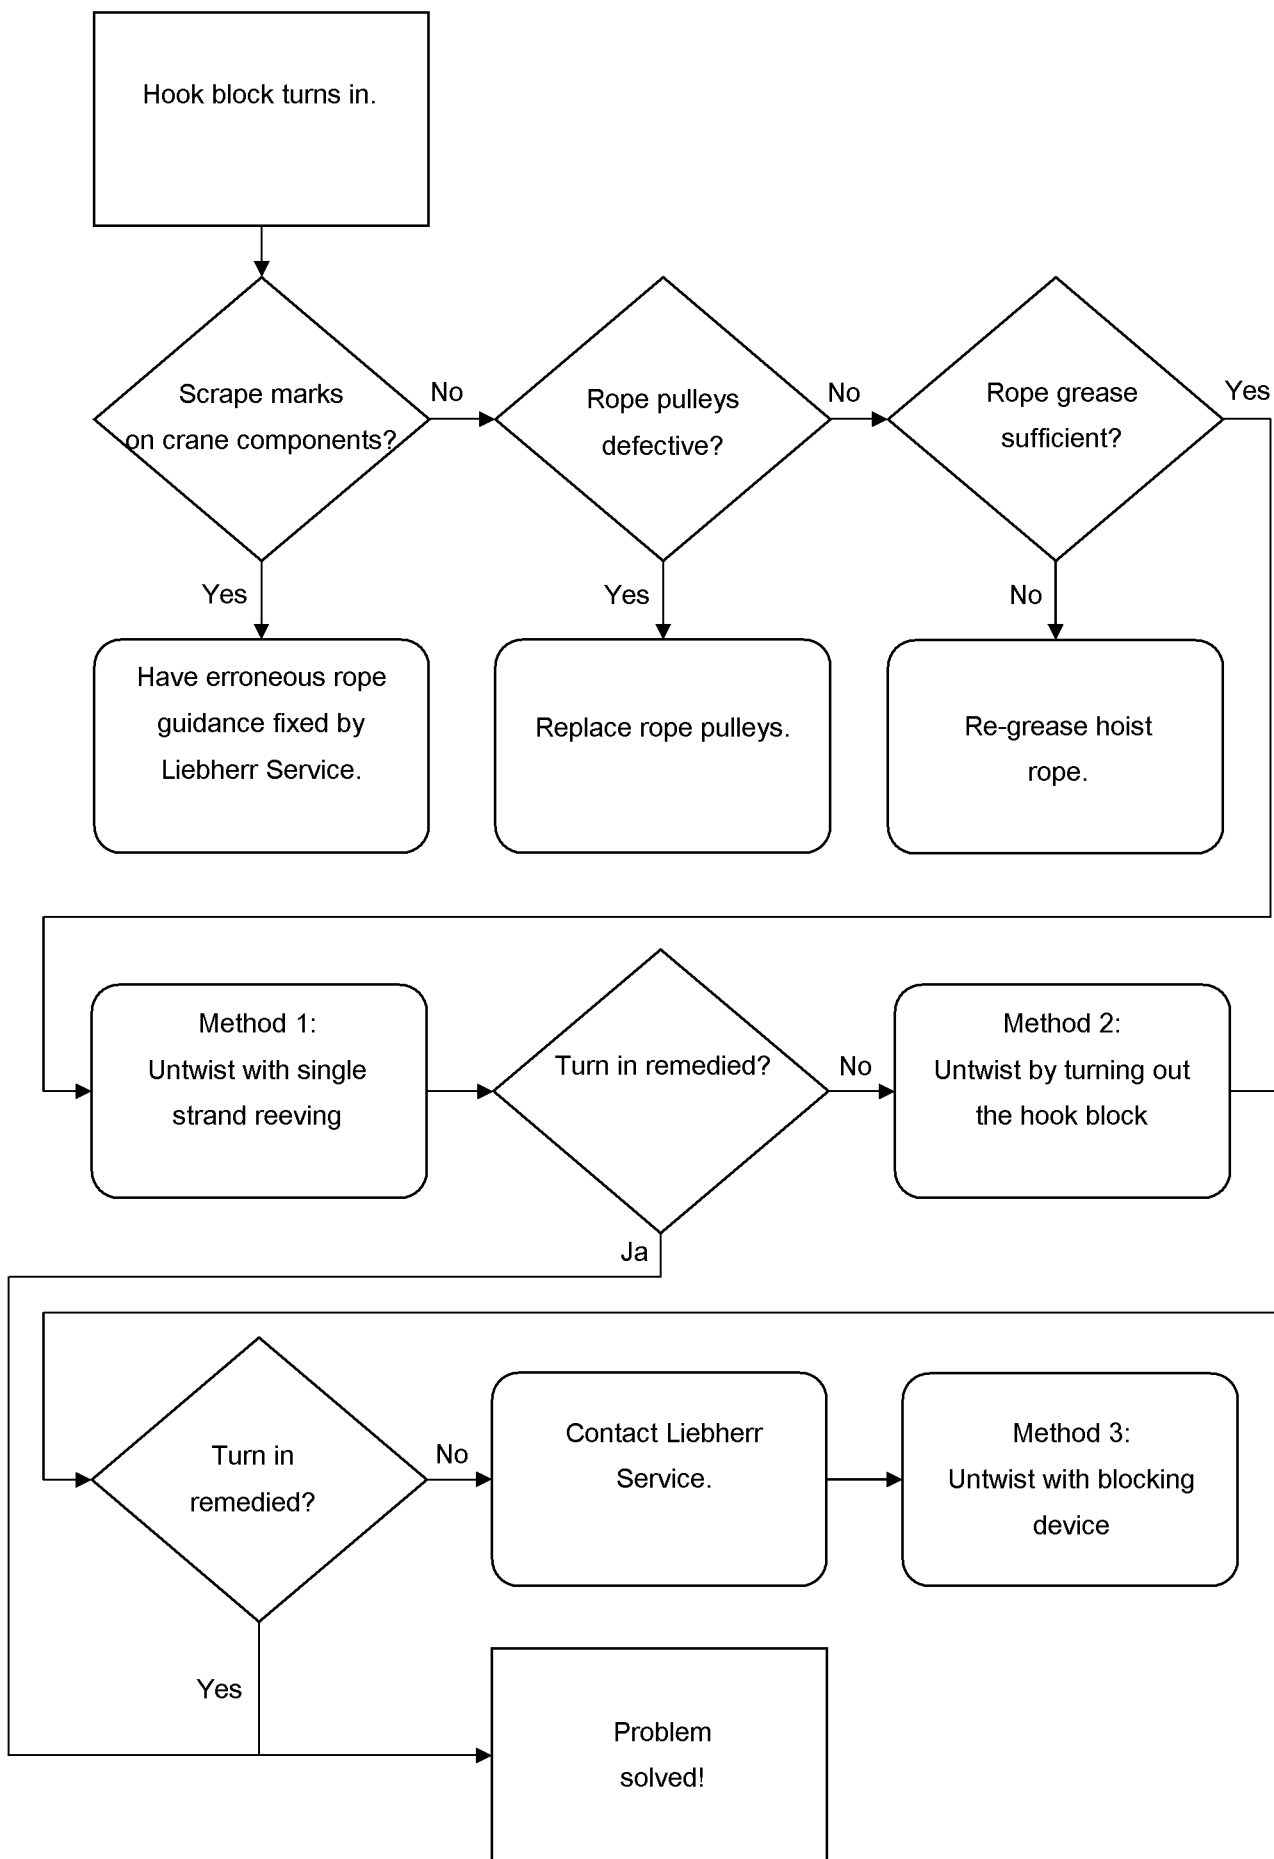 Hook block turns in.
Scrape marks
on crane components?
No
Rope pulleys
defective?
No
Rope grease
sufficient?
Yes
Yes
Yes
No
Have erroneous rope
guidance fixed by
Liebherr Service.
Replace rope pulleys.
Re-grease hoist
rope.
Method 1:
Untwist with single
strand reeving
Turn in remedied?
No
Method 2:
Untwist by turning out
the hook block
Ja
Turn in
remedied?
No
Contact Liebherr
Service.
Method 3:
Untwist with blocking
device
Yes
Problem
solved!